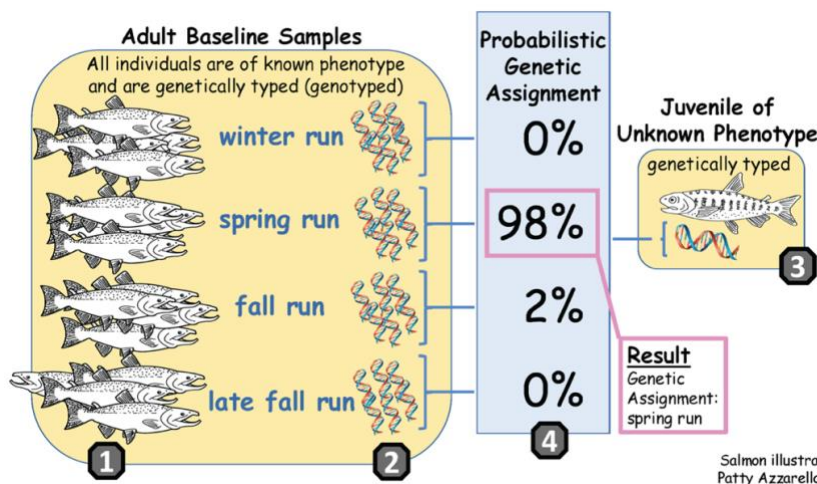 Adult Baseline Samples
All individuals are of known phenotype
and are genetically typed (genotyped)
winter run
spring run
fall run
late fall run
1
2
Probabilistic
Genetic
Assignment
0%
98%
2%
0%
4
Juvenile of
Unknown Phenotype
genetically typed
3
Result
Genetic
Assignment:
spring run
Salmon illustra
Patty Azzarell